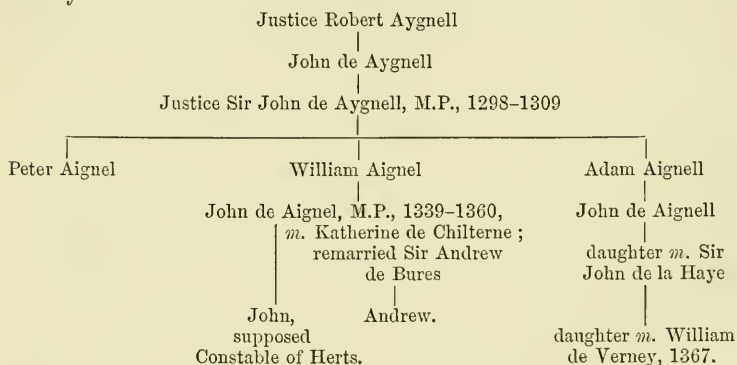 Justice Robert Aygnell
John de Aygnell
Justice Sir John de Aygnell, M.P., 1298–1309
Peter Aignel
William Aignel
Adam Aignell
John de Aignel, M.P., 1339–1360,
m. Katherine de Chilterne ;
remarried Sir Andrew
de Bures
John de Aignell
daughter m. Sir
John de la Haye
John,
supposed
Constable of Herts.
Andrew.
daughter m. William
de Verney, 1367.